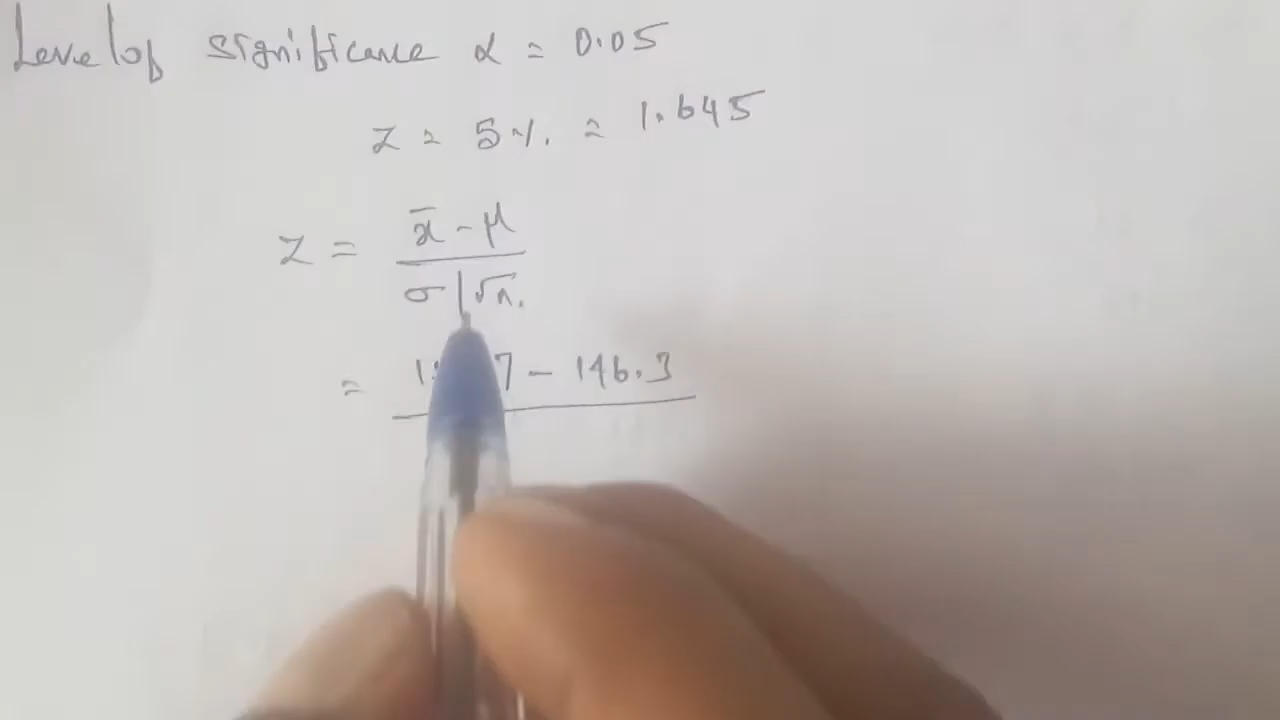 Level of significance α = 0.05
Z = 5%. = 1.645
Z = x̄ - μ
σ/√n.
= 7 - 146.3